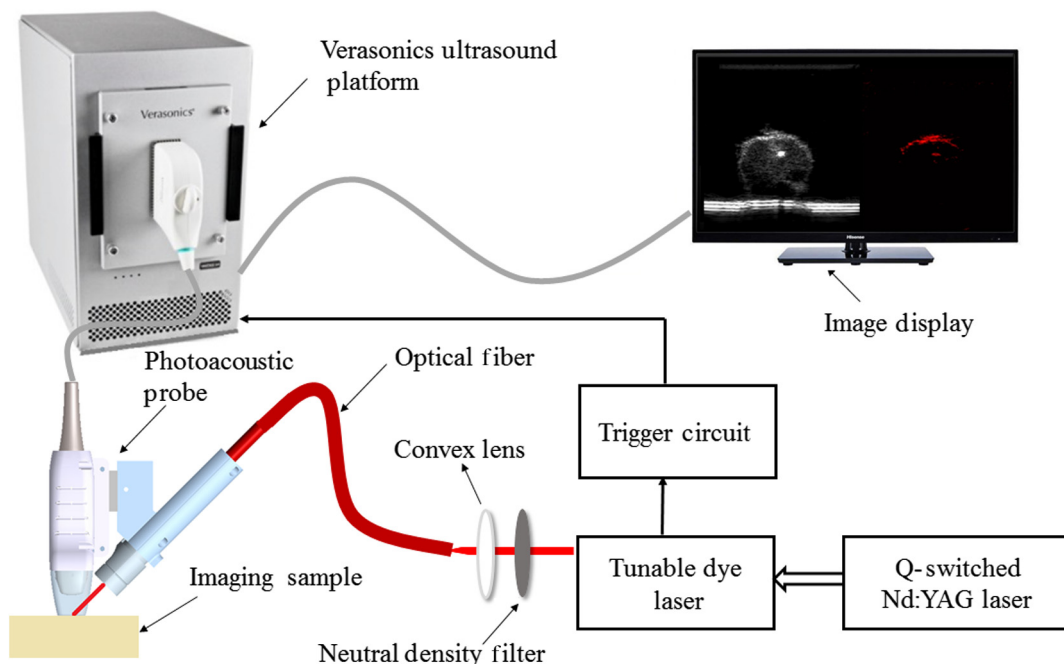 Verasonics ultrasound
platform
Verasonics
Hisense
Image display
Photoacoustic
probe
Optical fiber
Convex lens
Trigger circuit
Imaging sample
Tunable dye
laser
Q-switched
Nd:YAG laser
Neutral density filter